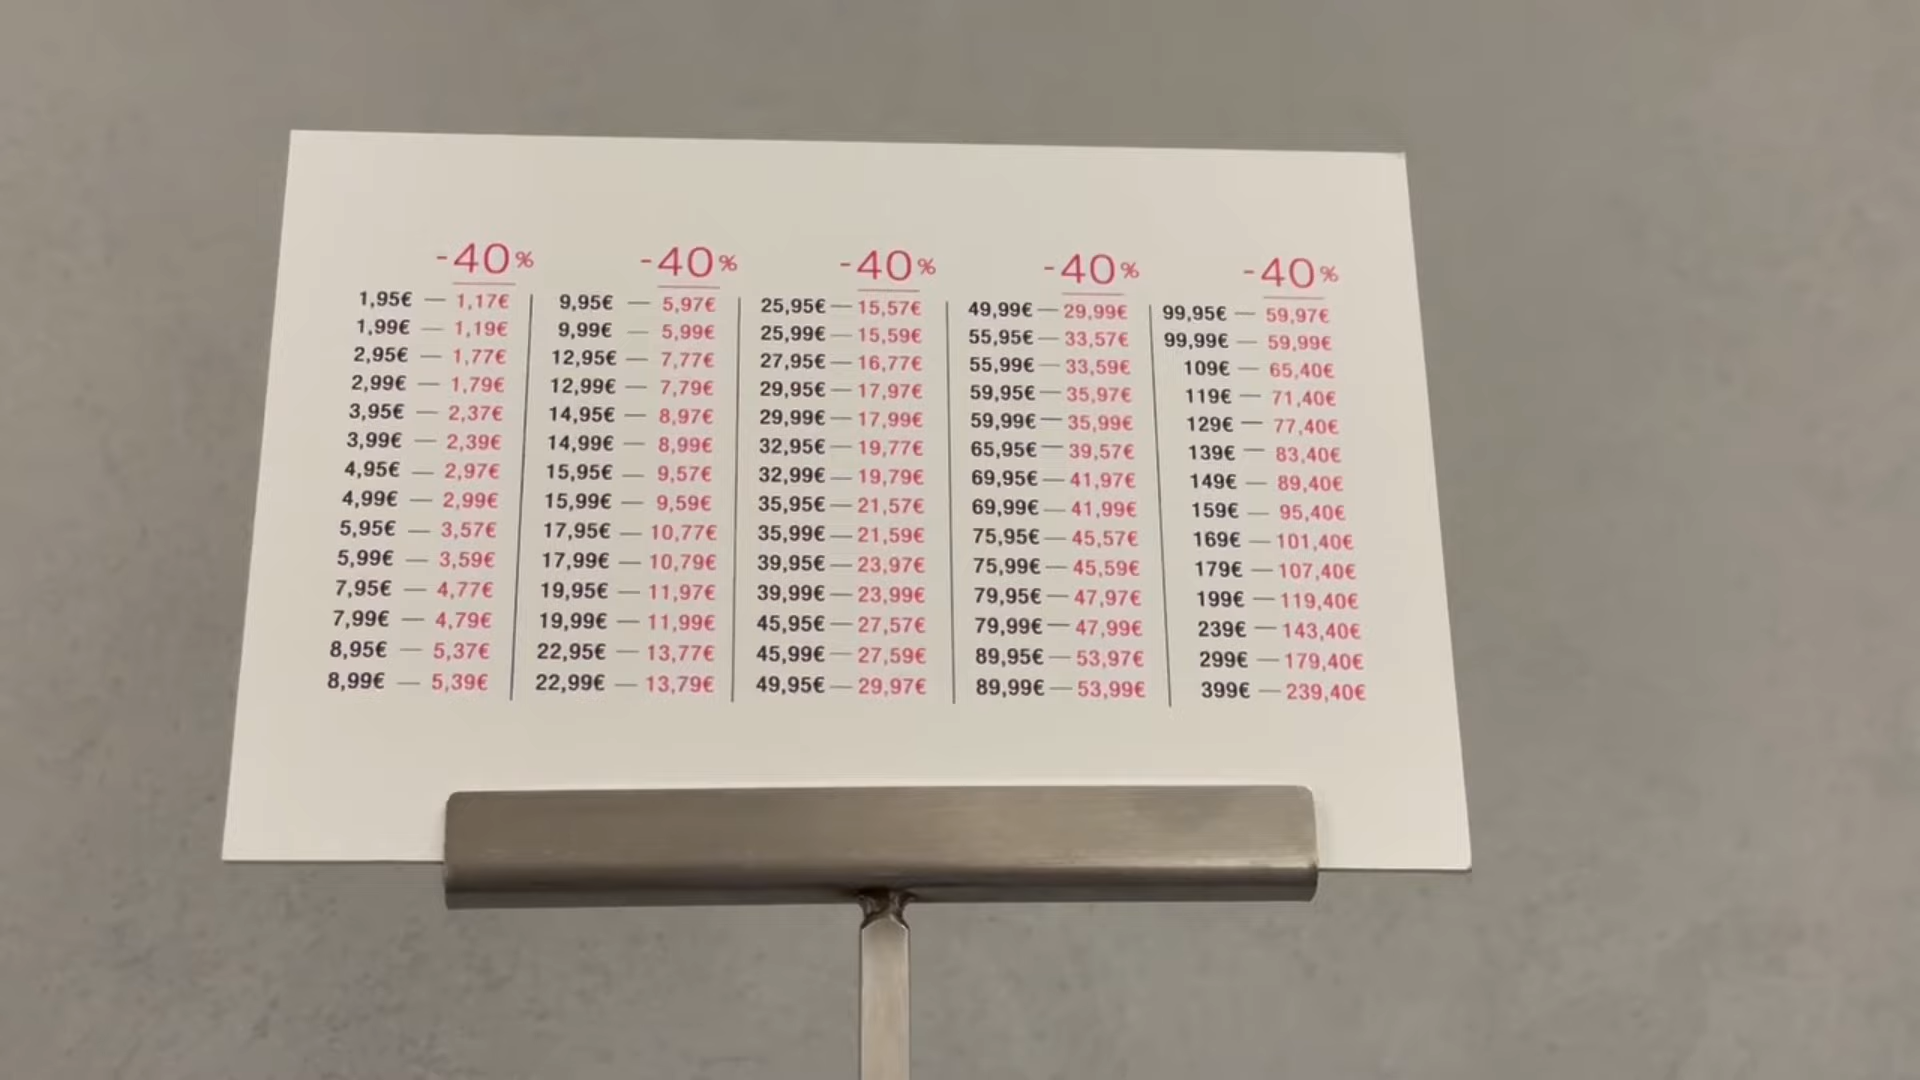 -40% -40% -40% -40% -40%
1,95€ — 1,17€ 9,95€ — 5,97€ 25,95€ — 15,57€ 49,99€ — 29,99€ 99,95€ — 59,97€
1,99€ — 1,19€ 9,99€ — 5,99€ 25,99€ — 15,59€ 55,95€ — 33,57€ 99,99€ — 59,99€
2,95€ — 1,77€ 12,95€ — 7,77€ 27,95€ — 16,77€ 55,99€ — 33,59€ 109€ — 65,40€
2,99€ — 1,79€ 12,99€ — 7,79€ 29,95€ — 17,97€ 59,95€ — 35,97€ 119€ — 71,40€
3,95€ — 2,37€ 14,95€ — 8,97€ 29,99€ — 17,99€ 59,99€ — 35,99€ 129€ — 77,40€
3,99€ — 2,39€ 14,99€ — 8,99€ 32,95€ — 19,77€ 65,95€ — 39,57€ 139€ — 83,40€
4,95€ — 2,97€ 15,95€ — 9,57€ 32,99€ — 19,79€ 69,95€ — 41,97€ 149€ — 89,40€
4,99€ — 2,99€ 15,99€ — 9,59€ 35,95€ — 21,57€ 69,99€ — 41,99€ 159€ — 95,40€
5,95€ — 3,57€ 17,95€ — 10,77€ 35,99€ — 21,59€ 75,95€ — 45,57€ 169€ — 101,40€
5,99€ — 3,59€ 17,99€ — 10,79€ 39,95€ — 23,97€ 75,99€ — 45,59€ 179€ — 107,40€
7,95€ — 4,77€ 19,95€ — 11,97€ 39,99€ — 23,99€ 79,95€ — 47,97€ 199€ — 119,40€
7,99€ — 4,79€ 19,99€ — 11,99€ 45,95€ — 27,57€ 79,99€ — 47,99€ 239€ — 143,40€
8,95€ — 5,37€ 22,95€ — 13,77€ 45,99€ — 27,59€ 89,95€ — 53,97€ 299€ — 179,40€
8,99€ — 5,39€ 22,99€ — 13,79€ 49,95€ — 29,97€ 89,99€ — 53,99€ 399€ — 239,40€